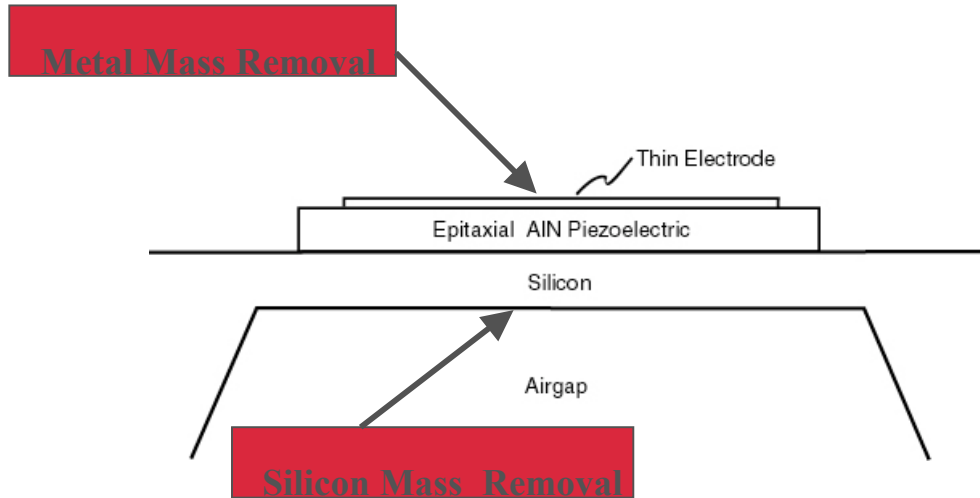 Metal Mass Removal
Thin Electrode
Epitaxial AlN Piezoelectric
Silicon
Airgap
Silicon Mass Removal